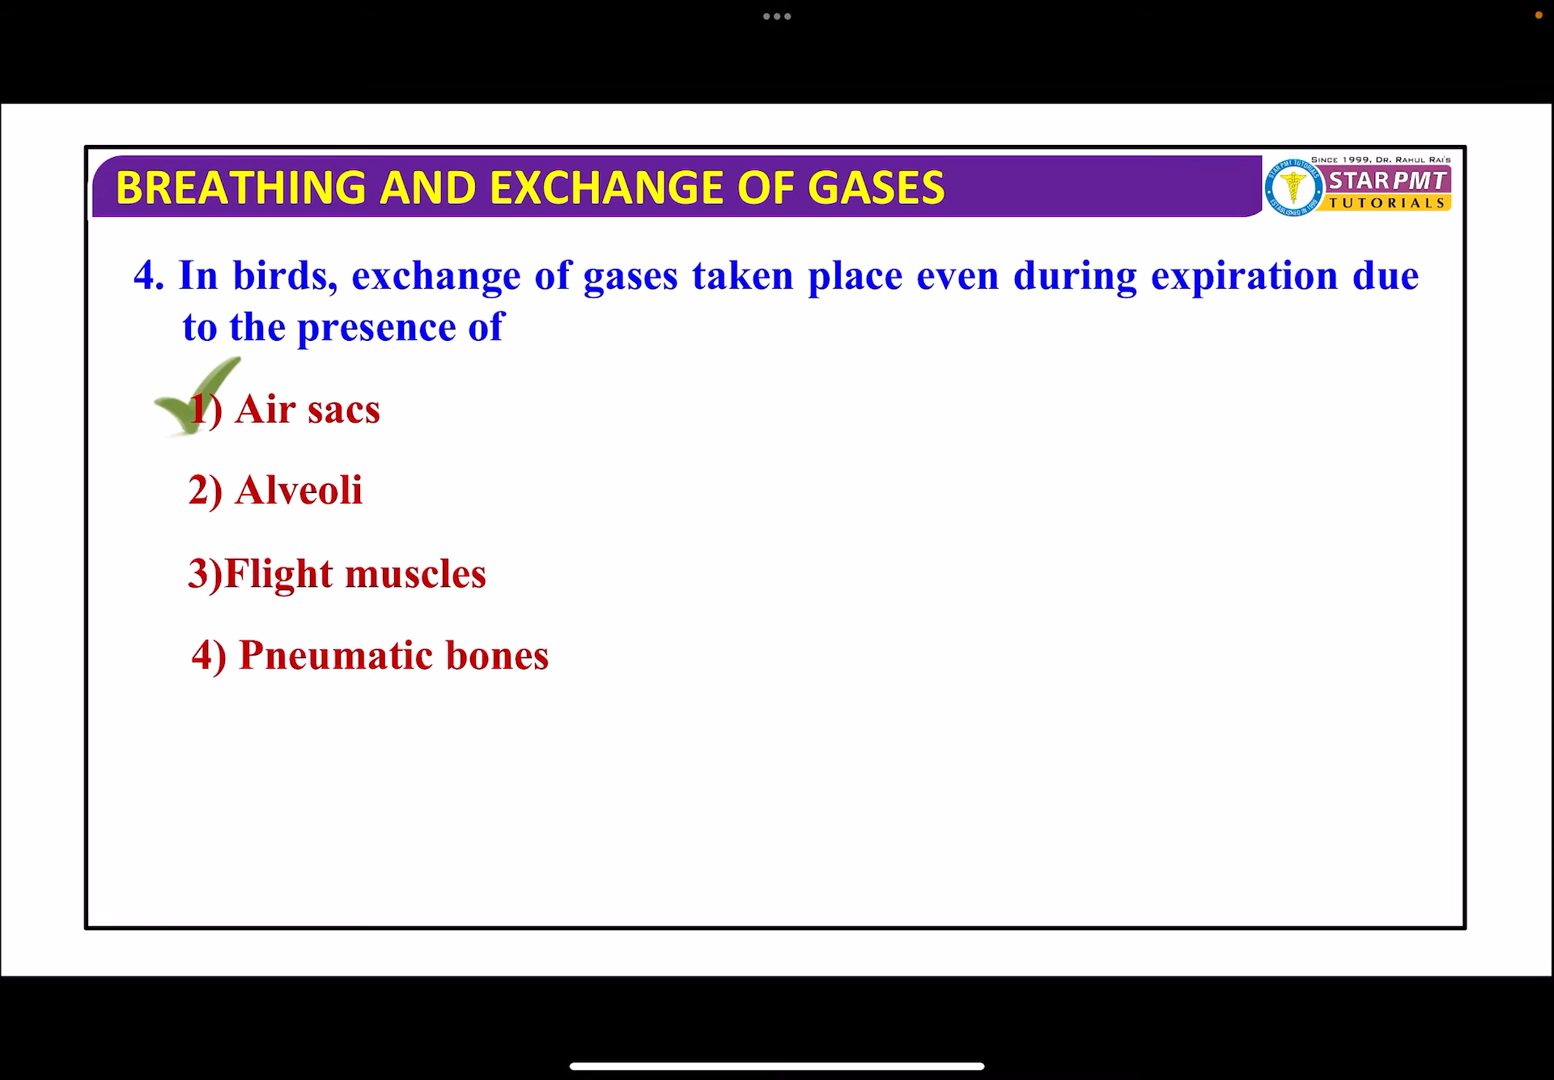 BREATHING AND EXCHANGE OF GASES
SINCE 1999, DR. RAHUL RAI'S
STAR PMT
TUTORIALS
4. In birds, exchange of gases taken place even during expiration due
to the presence of
1) Air sacs
2) Alveoli
3)Flight muscles
4) Pneumatic bones